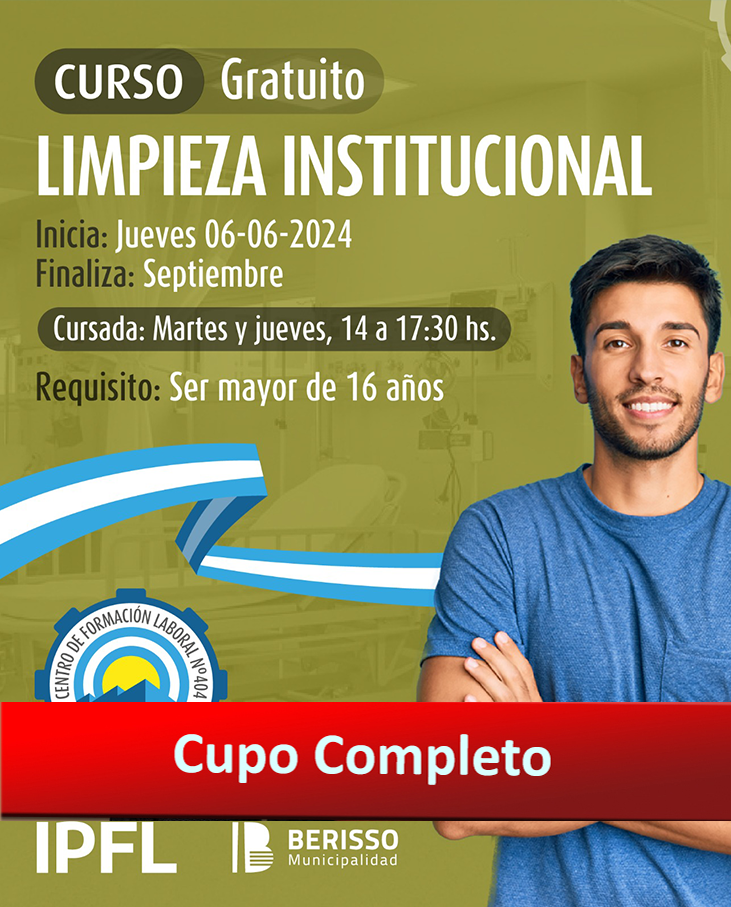 CURSO Gratuito
LIMPIEZA INSTITUCIONAL
Inicia: Jueves 06-06-2024
Finaliza: Septiembre
Cursada: Martes y jueves, 14 a 17:30 hs.
Requisito: Ser mayor de 16 años
CENTRO DE FORMACIÓN LABORAL Nº404
Cupo Completo
IPFL
BERISSO
Municipalidad